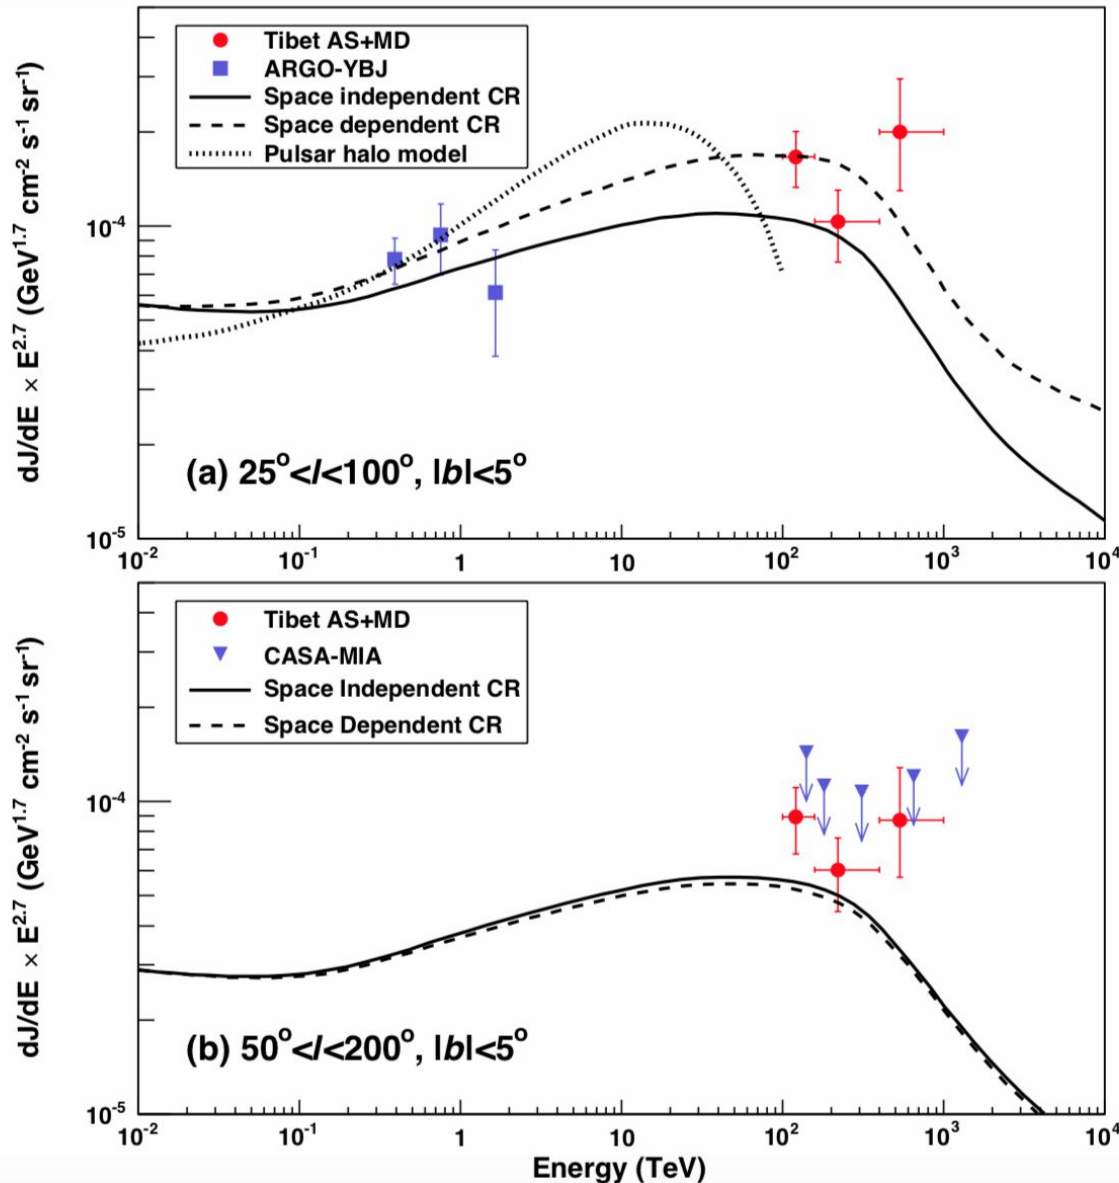 Tibet AS+MD
ARGO-YBJ
Space independent CR
Space dependent CR
Pulsar halo model
dJ/dE × E^2.7 (GeV^1.7 cm^-2 s^-1 sr^-1)
10^-4
10^-5
(a) 25°<l<100°, |b|<5°
10^-2 10^-1 1 10 10^2 10^3 10^4
Tibet AS+MD
CASA-MIA
Space Independent CR
Space Dependent CR
dJ/dE × E^2.7 (GeV^1.7 cm^-2 s^-1 sr^-1)
10^-4
10^-5
(b) 50°<l<200°, |b|<5°
10^-2 10^-1 1 10 10^2 10^3 10^4
Energy (TeV)